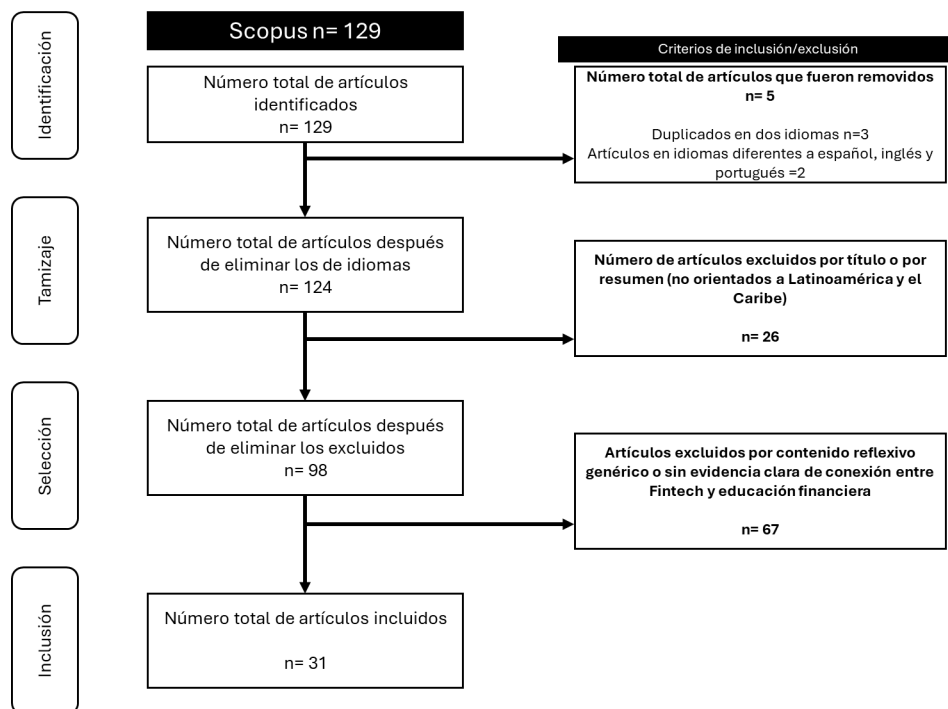 Identificación
Scopus n= 129
Número total de artículos
identificados
n= 129
Criterios de inclusión/exclusión
Número total de artículos que fueron removidos
n= 5
Duplicados en dos idiomas n=3
Artículos en idiomas diferentes a español, inglés y
portugués =2
Tamizaje
Número total de artículos después
de eliminar los de idiomas
n= 124
Número de artículos excluidos por título o por
resumen (no orientados a Latinoamérica y el
Caribe)
n= 26
Selección
Número total de artículos después
de eliminar los excluidos
n= 98
Artículos excluidos por contenido reflexivo
genérico o sin evidencia clara de conexión entre
Fintech y educación financiera
n= 67
Inclusión
Número total de artículos incluidos
n= 31